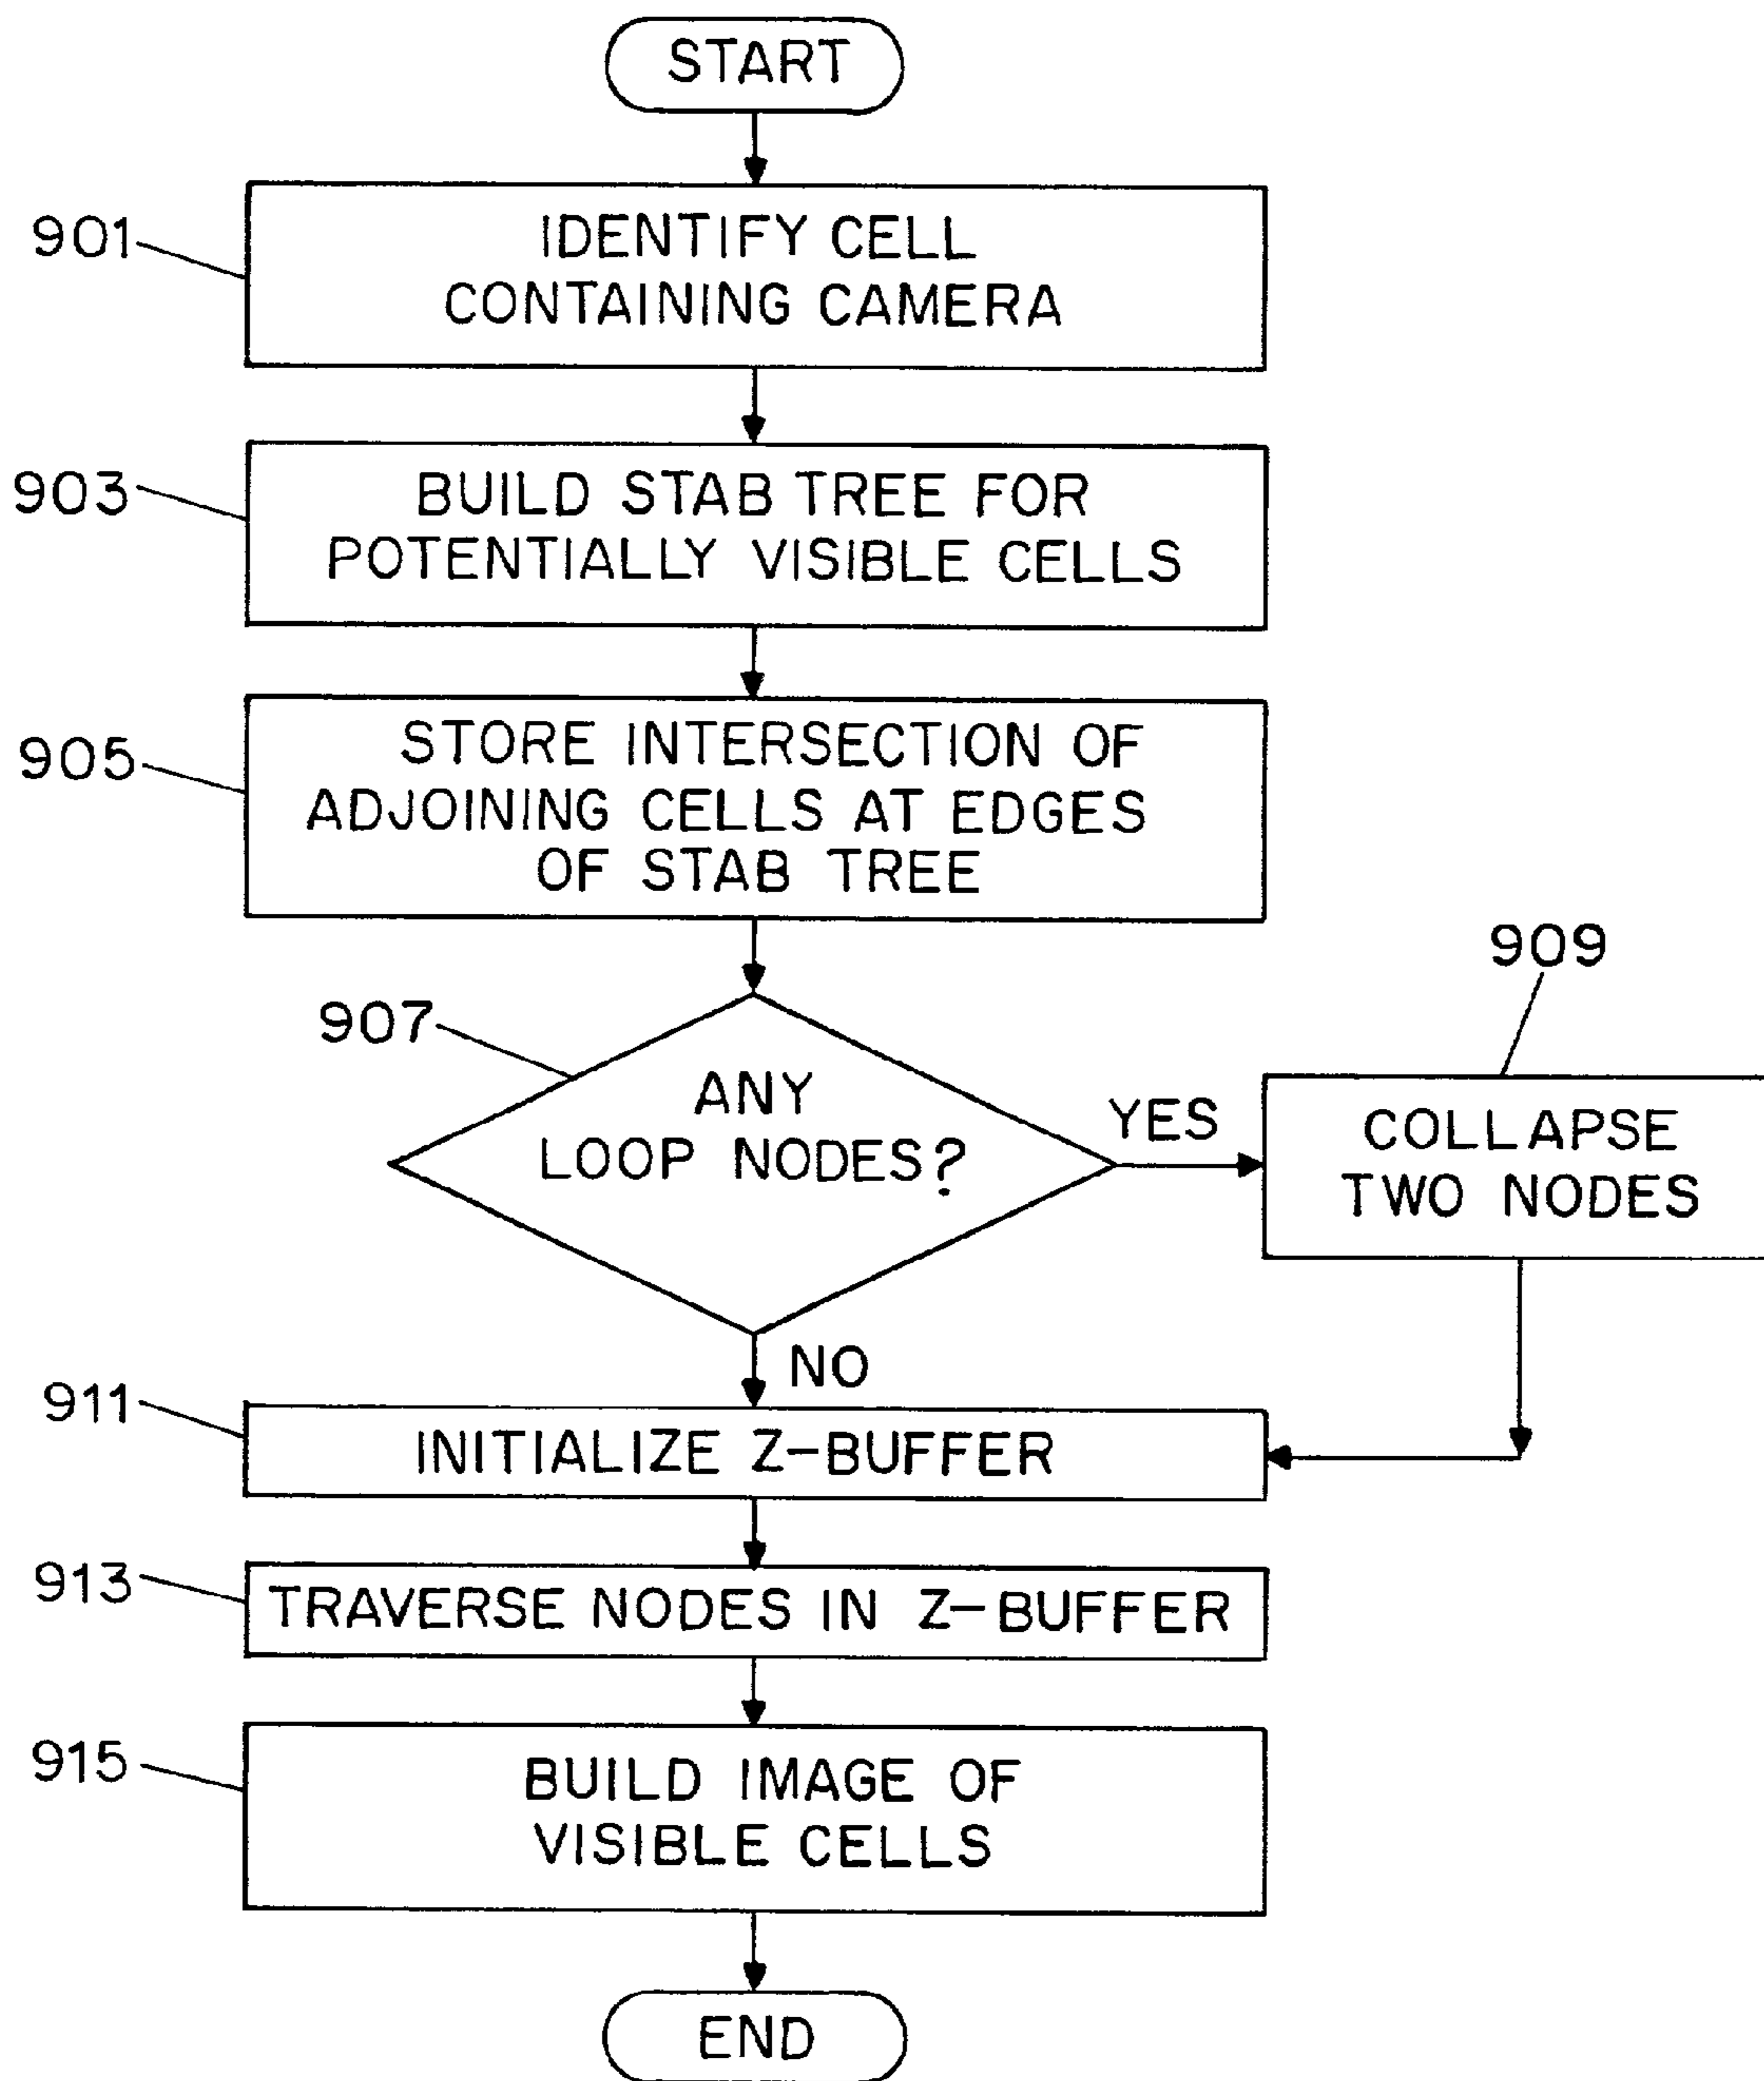 START
901
IDENTIFY CELL
CONTAINING CAMERA
903
BUILD STAB TREE FOR
POTENTIALLY VISIBLE CELLS
905
STORE INTERSECTION OF
ADJOINING CELLS AT EDGES
OF STAB TREE
907
ANY
LOOP NODES?
YES
909
COLLAPSE
TWO NODES
NO
911
INITIALIZE Z-BUFFER
913
TRAVERSE NODES IN Z-BUFFER
915
BUILD IMAGE OF
VISIBLE CELLS
END